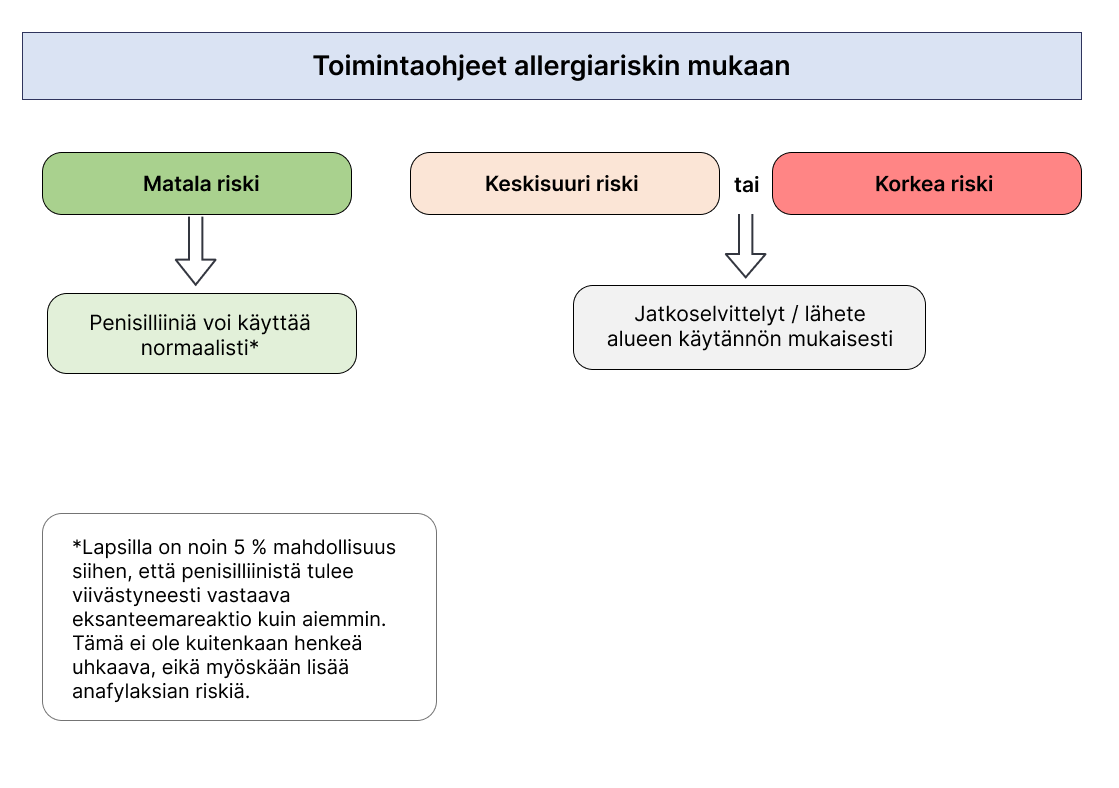 Toimintaohjeet allergiariskin mukaan
Matala riski
Keskisuuri riski
tai
Korkea riski
Penisilliiniä voi käyttää
normaalisti*
Jatkoselvittelyt / lähete
alueen käytännön mukaisesti
*Lapsilla on noin 5 % mahdollisuus
siihen, että penisilliinistä tulee
viivästyneesti vastaava
eksanteemareaktio kuin aiemmin.
Tämä ei ole kuitenkaan henkeä
uhkaava, eikä myöskään lisää
anafylaksian riskiä.